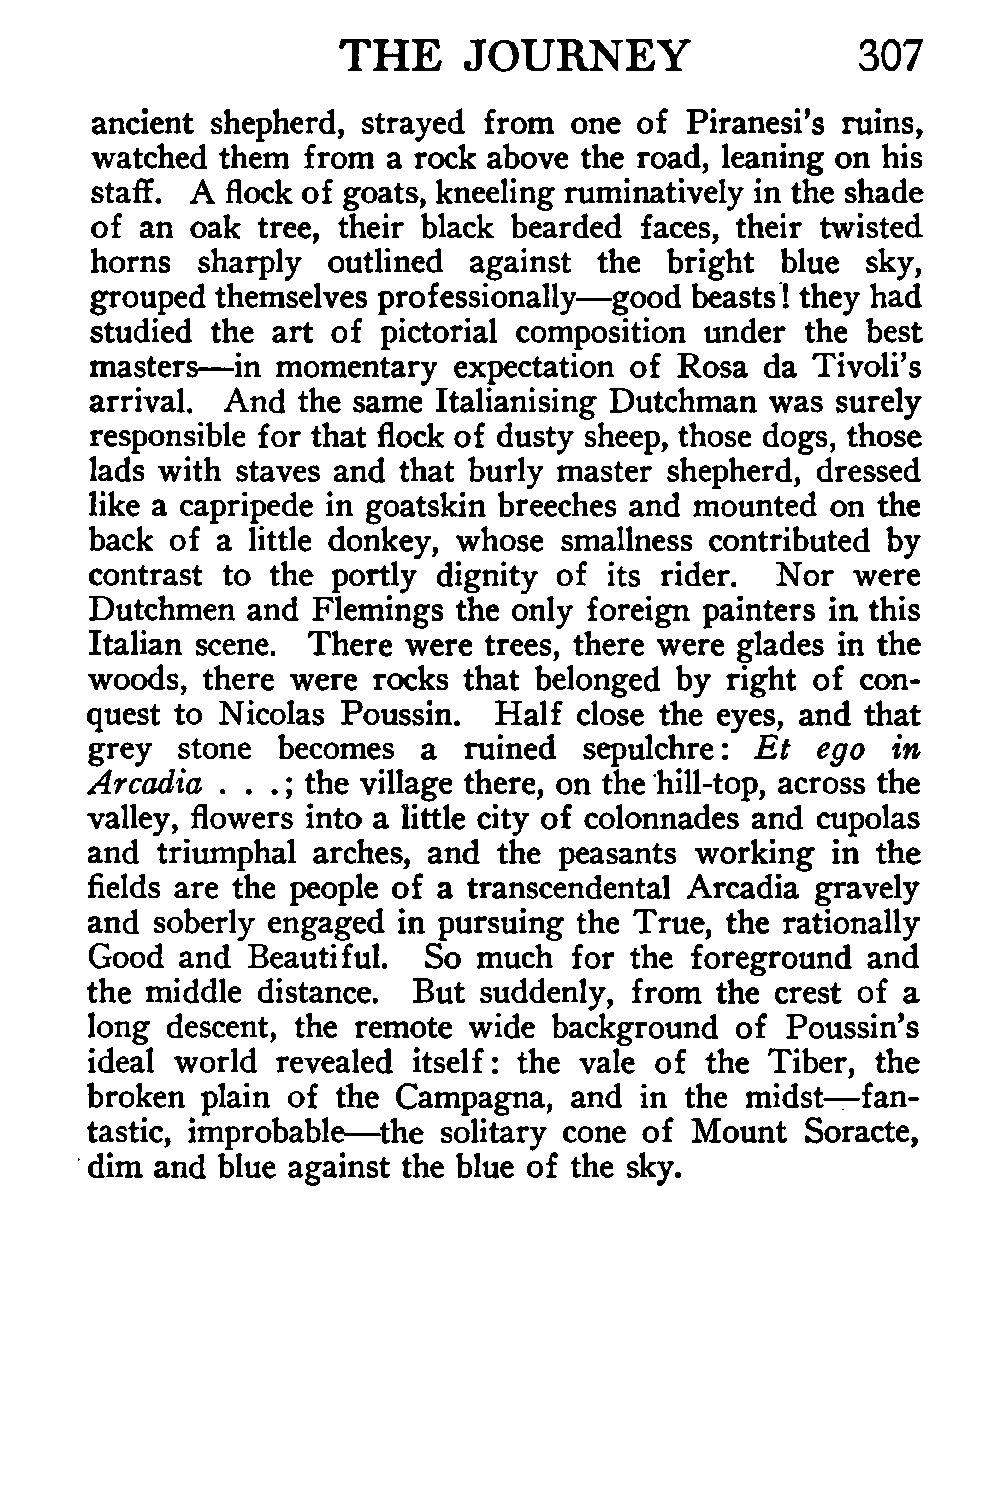 THE JOURNEY 307
ancient shepherd, strayed from one of Piranesi's ruins,
watched them from a rock above the road, leaning on his
staff. A flock of goats, kneeling ruminatively in the shade
of an oak tree, their black bearded faces, their twisted
horns sharply outlined against the bright blue sky,
grouped themselves professionally—good beasts! they had
studied the art of pictorial composition under the best
masters—in momentary expectation of Rosa da Tivoli's
arrival. And the same Italianising Dutchman was surely
responsible for that flock of dusty sheep, those dogs, those
lads with staves and that burly master shepherd, dressed
like a capripede in goatskin breeches and mounted on the
back of a little donkey, whose smallness contributed by
contrast to the portly dignity of its rider. Nor were
Dutchmen and Flemings the only foreign painters in this
Italian scene. There were trees, there were glades in the
woods, there were rocks that belonged by right of con-
quest to Nicolas Poussin. Half close the eyes, and that
grey stone becomes a ruined sepulchre: Et ego in
Arcadia . . .; the village there, on the hill-top, across the
valley, flowers into a little city of colonnades and cupolas
and triumphal arches, and the peasants working in the
fields are the people of a transcendental Arcadia gravely
and soberly engaged in pursuing the True, the rationally
Good and Beautiful. So much for the foreground and
the middle distance. But suddenly, from the crest of a
long descent, the remote wide background of Poussin's
ideal world revealed itself: the vale of the Tiber, the
broken plain of the Campagna, and in the midst—fan-
tastic, improbable—the solitary cone of Mount Soracte,
dim and blue against the blue of the sky.